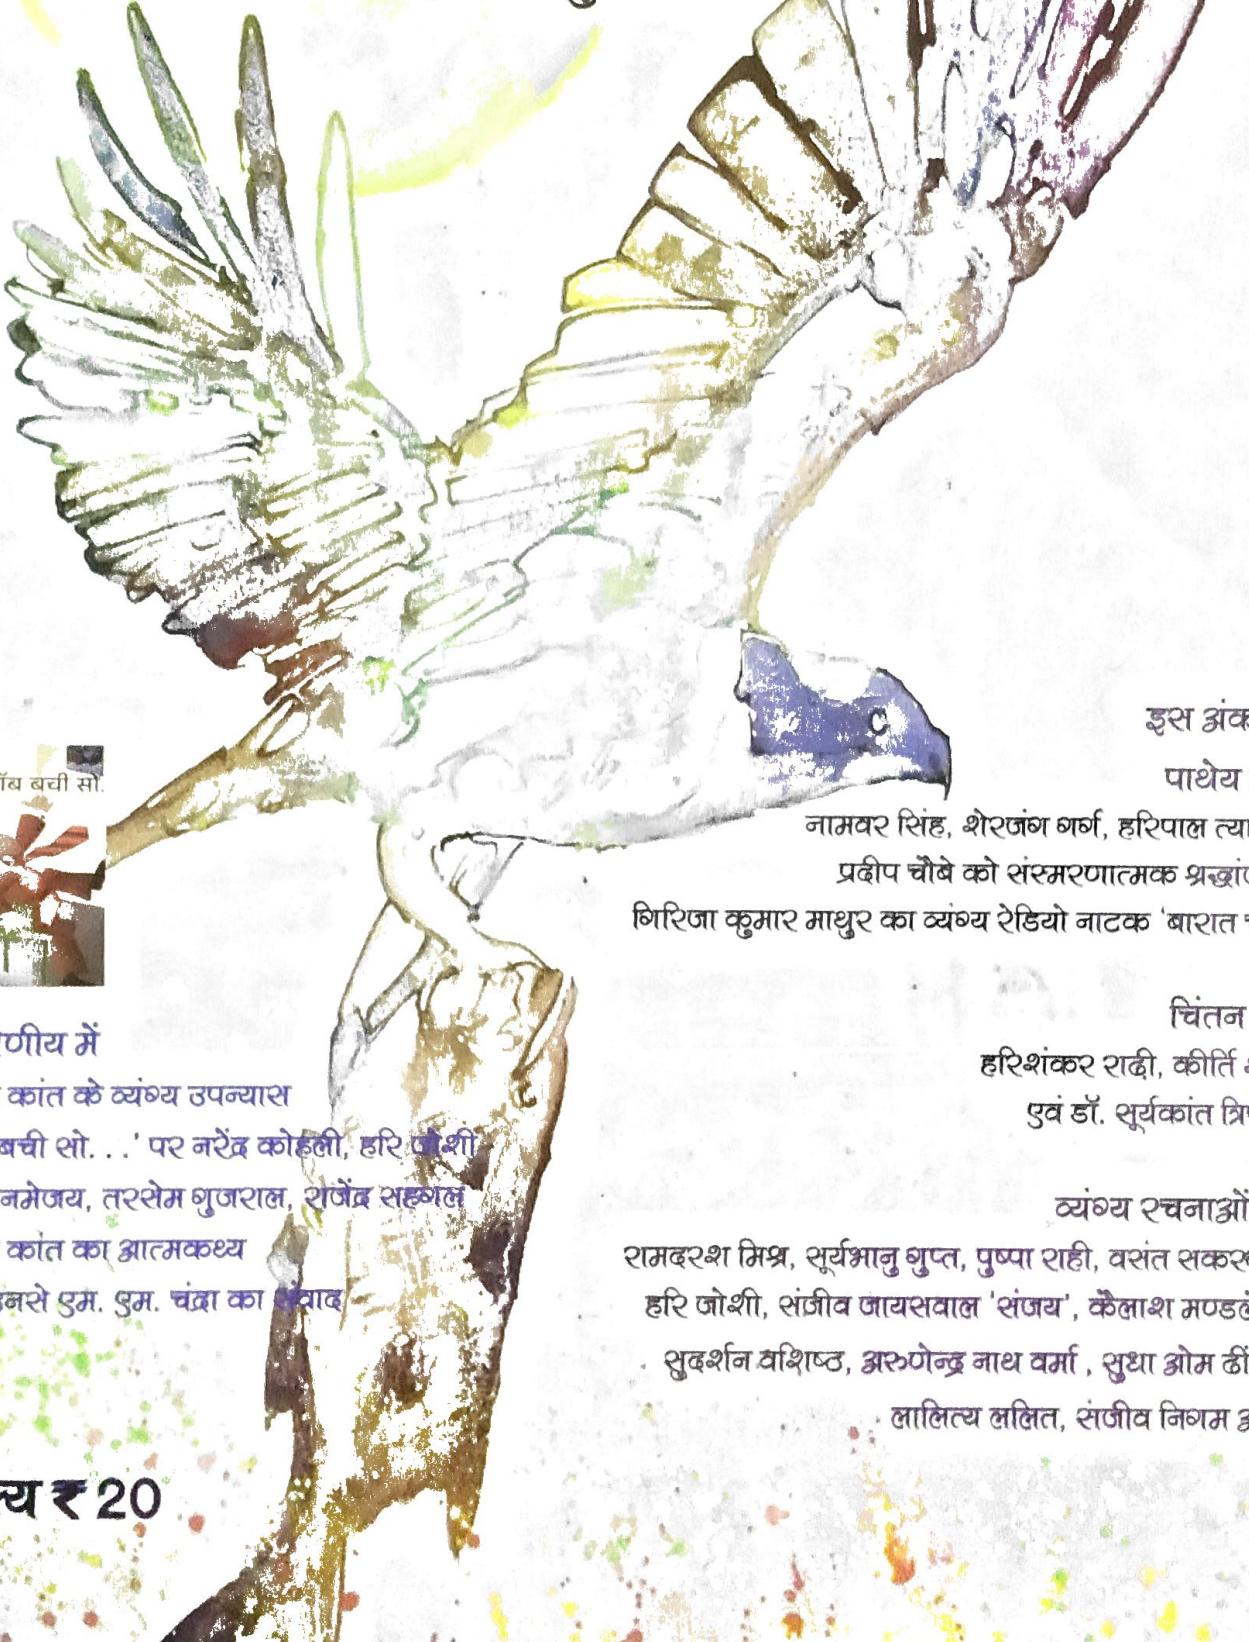 इस अंक
पाथेय
नामवर सिंह, शेरजंग गर्ग, हरिपाल त्या
प्रदीप चौबे को संस्मरणात्मक श्रद्धां
गिरिजा कुमार माथुर का व्यंग्य रेडियो नाटक 'बारात
चिंतन
हरिशंकर राढ़ी, कीर्ति
एवं डॉ. सूर्यकांत त्रि
व्यंग्य रचनाओं
रामदरश मिश्र, सूर्यभानु गुप्त, पुष्पा राही, वसंत सकर
हरि जोशी, संजीव जायसवाल 'संजय', कैलाश मण्डले
सुदर्शन वशिष्ठ, अरुणेन्द्र नाथ वर्मा , सुधा ओम ढीं
लालित्य ललित, संजीव निगम
ॉब बची सो.
णीय में
कांत के व्यंग्य उपन्यास
बची सो. . .' पर नरेंद्र कोहली, हरि जोशी
नमेजय, तरसेम गुजराल, राजेंद्र सहगल
कांत का आत्मकथ्य
उनसे एम. एम. चंद्रा का संवाद
ल्य ₹ 20